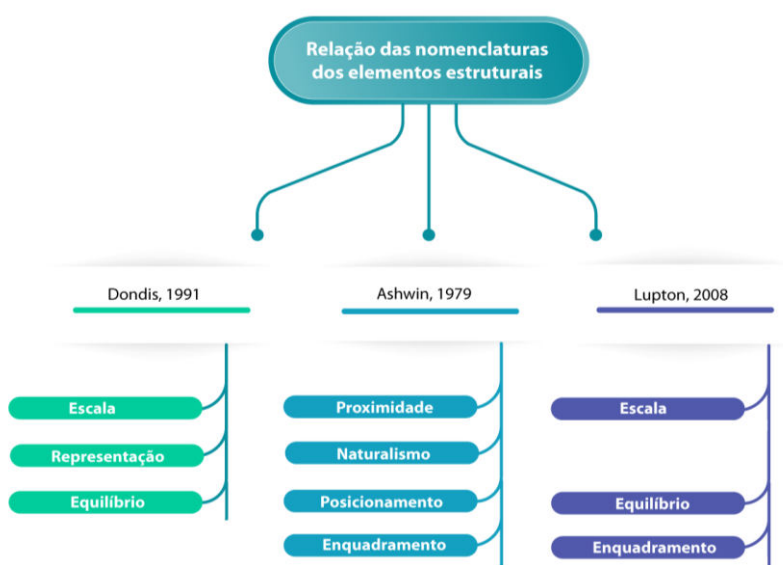 Relação das nomenclaturas
dos elementos estruturais
Dondis, 1991
Escala
Representação
Equilíbrio
Ashwin, 1979
Proximidade
Naturalismo
Posicionamento
Enquadramento
Lupton, 2008
Escala
Equilíbrio
Enquadramento